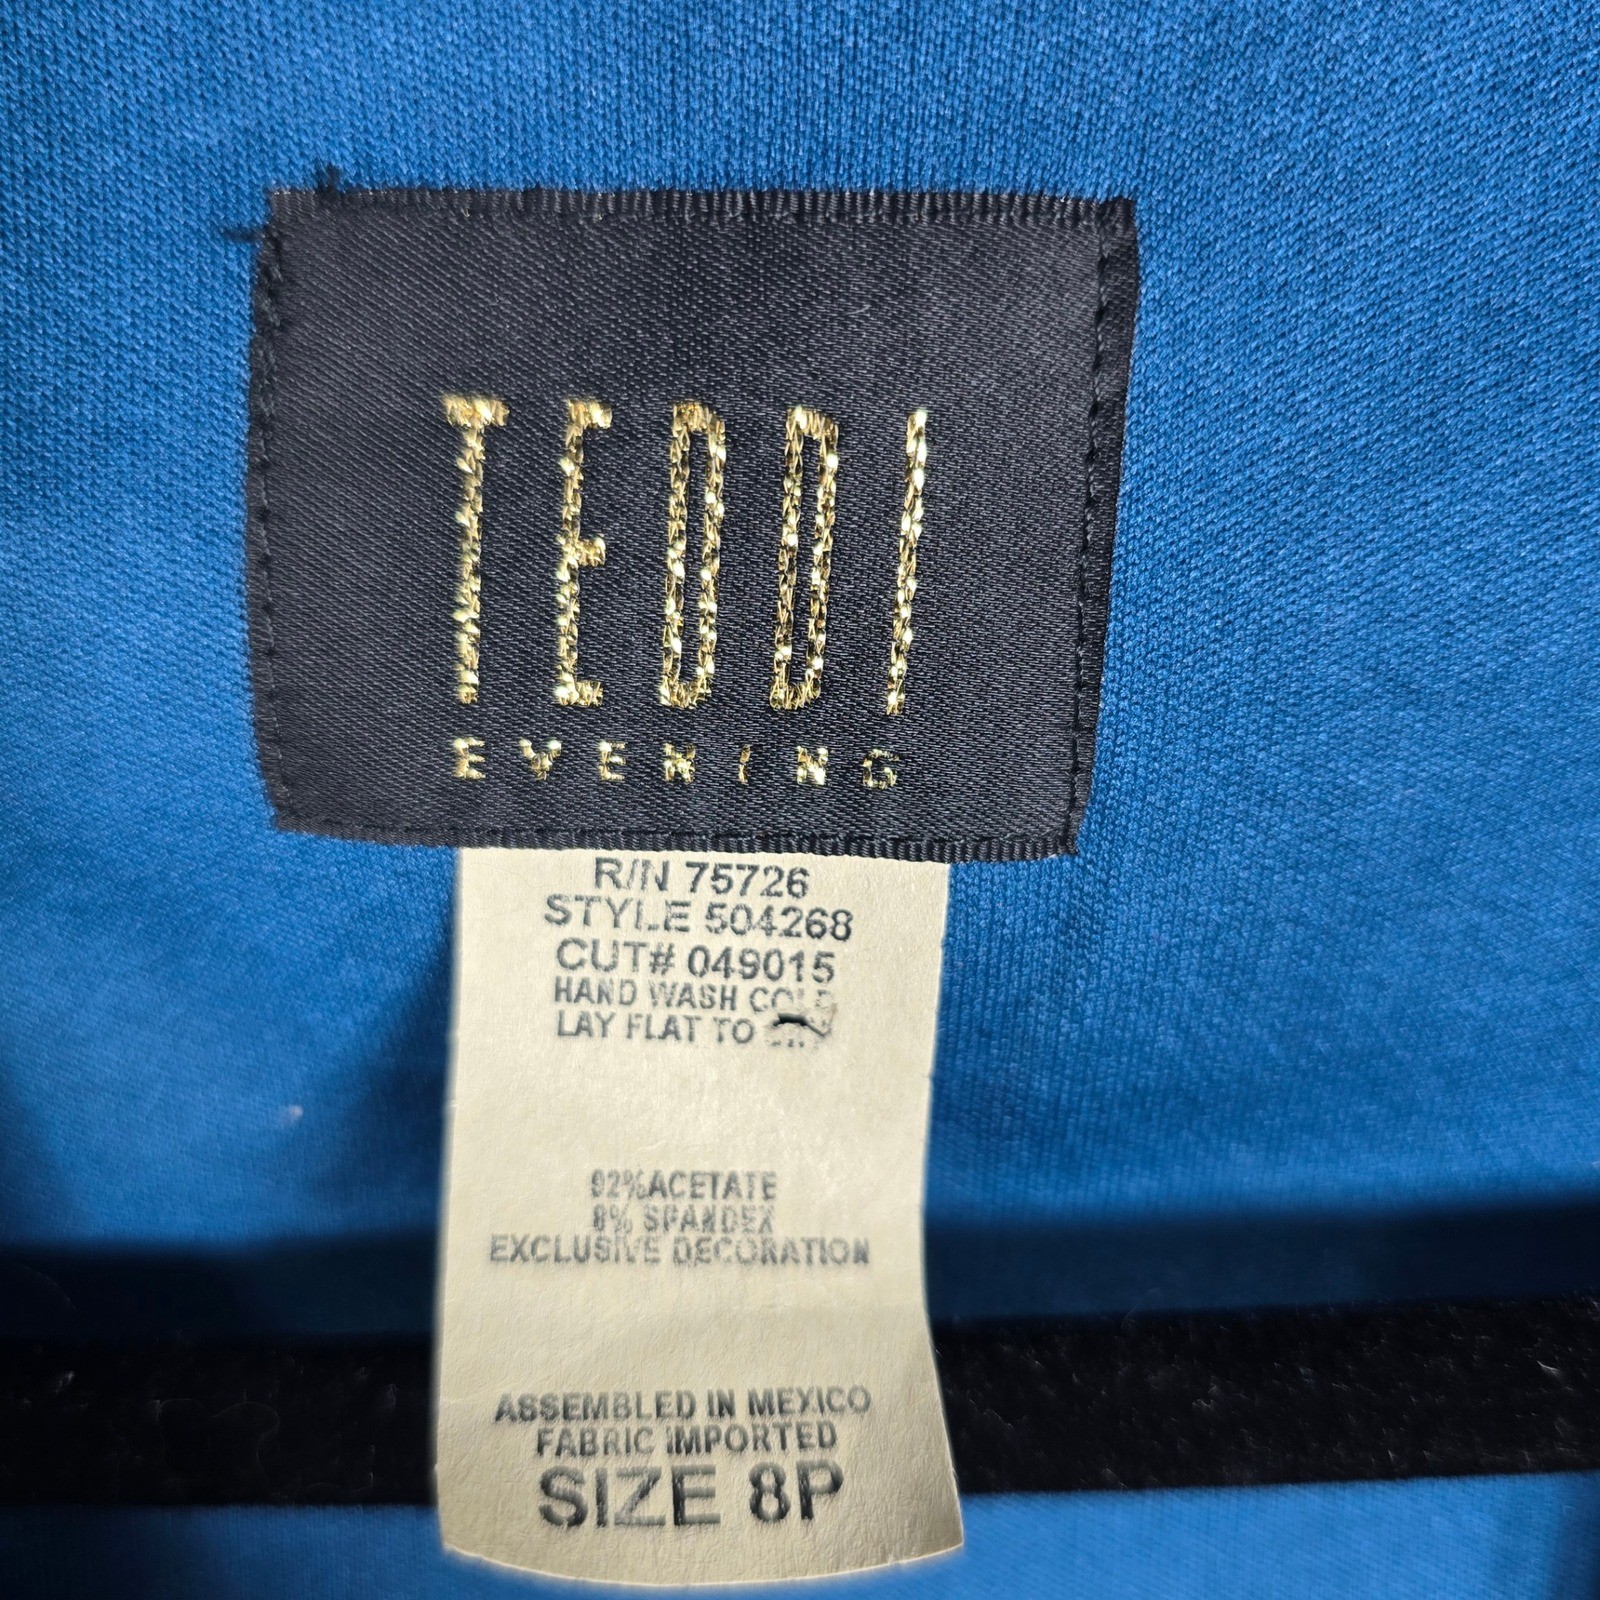 TEDDI
EVENING
R/N 75726
STYLE 504268
CUT# 049015
HAND WASH COLD
LAY FLAT TO
92%ACETATE
8% SPANDEX
EXCLUSIVE DECORATION
ASSEMBLED IN MEXICO
FABRIC IMPORTED
SIZE 8P